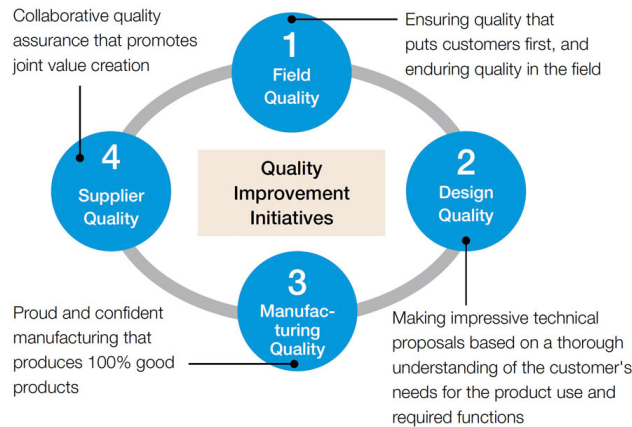 Collaborative quality
assurance that promotes
joint value creation
1
Field
Quality
Ensuring quality that
puts customers first, and
enduring quality in the field
4
Supplier
Quality
Quality
Improvement
Initiatives
2
Design
Quality
3
Manufac-
turing
Quality
Proud and confident
manufacturing that
produces 100% good
products
Making impressive technical
proposals based on a thorough
understanding of the customer's
needs for the product use and
required functions